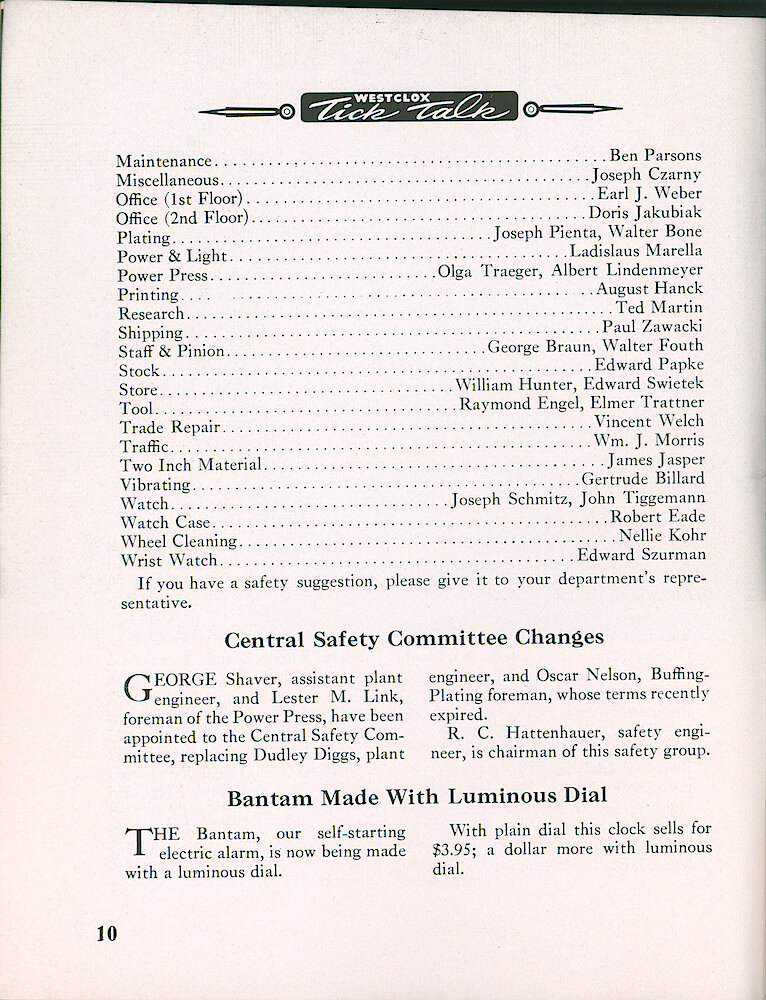 WESTCLOX
Tick Talk
Maintenance. . . . . . . . . . . . . . . . . . . . . . . . . . . . . . . . . . . . . . . . . . Ben Parsons
Miscellaneous. . . . . . . . . . . . . . . . . . . . . . . . . . . . . . . . . . . . . . . . Joseph Czarny
Office (1st Floor) . . . . . . . . . . . . . . . . . . . . . . . . . . . . . . . . . . . . . . Earl J. Weber
Office (2nd Floor) . . . . . . . . . . . . . . . . . . . . . . . . . . . . . . . . . . . . Doris Jakubiak
Plating. . . . . . . . . . . . . . . . . . . . . . . . . . . . . . . . . . Joseph Pienta, Walter Bone
Power & Light. . . . . . . . . . . . . . . . . . . . . . . . . . . . . . . . . . . . Ladislaus Marella
Power Press. . . . . . . . . . . . . . . . . . . . . . . . Olga Traeger, Albert Lindenmeyer
Printing. . . . . . . . . . . . . . . . . . . . . . . . . . . . . . . . . . . . . . . . . . . August Hanck
Research. . . . . . . . . . . . . . . . . . . . . . . . . . . . . . . . . . . . . . . . . . . . . . Ted Martin
Shipping. . . . . . . . . . . . . . . . . . . . . . . . . . . . . . . . . . . . . . . . . . . . Paul Zawacki
Staff & Pinion. . . . . . . . . . . . . . . . . . . . . . . . . . . . George Braun, Walter Fouth
Stock. . . . . . . . . . . . . . . . . . . . . . . . . . . . . . . . . . . . . . . . . . . . . . Edward Papke
Store. . . . . . . . . . . . . . . . . . . . . . . . . . . . . . . . William Hunter, Edward Swietek
Tool. . . . . . . . . . . . . . . . . . . . . . . . . . . . . . . . . Raymond Engel, Elmer Trattner
Trade Repair. . . . . . . . . . . . . . . . . . . . . . . . . . . . . . . . . . . . . . . . Vincent Welch
Traffic. . . . . . . . . . . . . . . . . . . . . . . . . . . . . . . . . . . . . . . . . . . . . Wm. J. Morris
Two Inch Material. . . . . . . . . . . . . . . . . . . . . . . . . . . . . . . . . . . . . James Jasper
Vibrating. . . . . . . . . . . . . . . . . . . . . . . . . . . . . . . . . . . . . . . . . Gertrude Billard
Watch. . . . . . . . . . . . . . . . . . . . . . . . . . . . . . Joseph Schmitz, John Tiggemann
Watch Case. . . . . . . . . . . . . . . . . . . . . . . . . . . . . . . . . . . . . . . . . . Robert Eade
Wheel Cleaning. . . . . . . . . . . . . . . . . . . . . . . . . . . . . . . . . . . . . . . . Nellie Kohr
Wrist Watch. . . . . . . . . . . . . . . . . . . . . . . . . . . . . . . . . . . . . . Edward Szurman
If you have a safety suggestion, please give it to your department's repre-
sentative.
Central Safety Committee Changes
GEORGE Shaver, assistant plant
engineer, and Lester M. Link,
foreman of the Power Press, have been
appointed to the Central Safety Com-
mittee, replacing Dudley Diggs, plant
engineer, and Oscar Nelson, Buffing-
Plating foreman, whose terms recently
expired.
R. C. Hattenhauer, safety engi-
neer, is chairman of this safety group.
Bantam Made With Luminous Dial
THE Bantam, our self-starting
electric alarm, is now being made
with a luminous dial.
With plain dial this clock sells for
$3.95; a dollar more with luminous
dial.
10